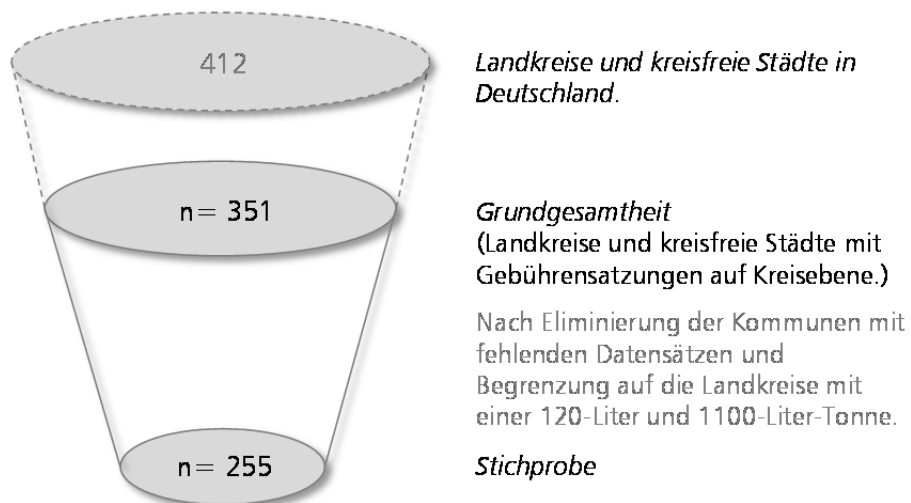 412
Landkreise und kreisfreie Städte in
Deutschland.
n= 351
Grundgesamtheit
(Landkreise und kreisfreie Städte mit
Gebührensatzungen auf Kreisebene.)
Nach Eliminierung der Kommunen mit
fehlenden Datensätzen und
Begrenzung auf die Landkreise mit
einer 120-Liter und 1100-Liter-Tonne.
n= 255
Stichprobe